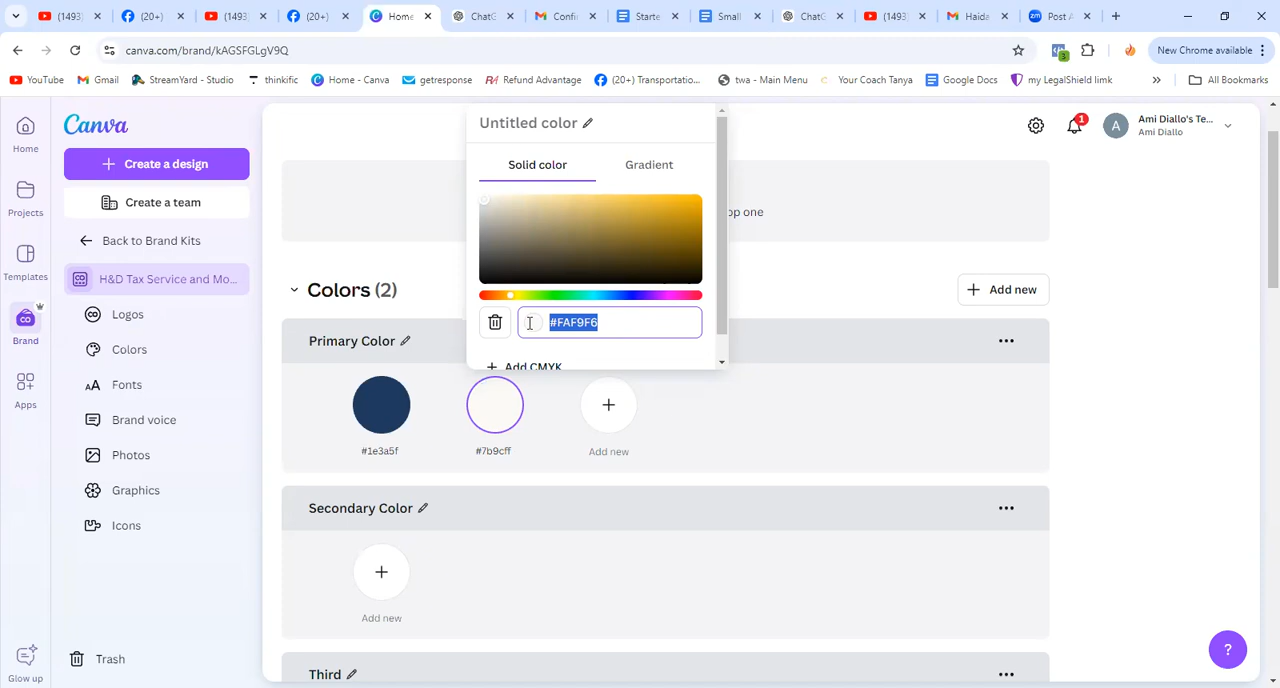 (1493)
(20+)
(1493)
(20+)
Home
ChatG
Confir
Starte
Small
ChatG
(1493)
Haida
Post A
canva.com/brand/kAGSFGLgV9Q
3
New Chrome available
YouTube
Gmail
StreamYard - Studio
thinkific
Home - Canva
getresponse
Refund Advantage
(20+) Transportatio...
twa - Main Menu
Your Coach Tanya
Google Docs
my LegalShield limk
All Bookmarks
Home
Projects
Templates
Brand
Apps
Glow up
Canva
Create a design
Create a team
Back to Brand Kits
H&D Tax Service and Mo...
Logos
Colors
Fonts
Brand voice
Photos
Graphics
Icons
Trash
1
A
Ami Diallo's Te...
Ami Diallo
op one
Untitled color
Solid color
Gradient
#FAF9F6
+ Add CMYK
Colors (2)
Add new
Primary Color
#1e3a5f
#7b9cff
Add new
Secondary Color
Add new
Third
?